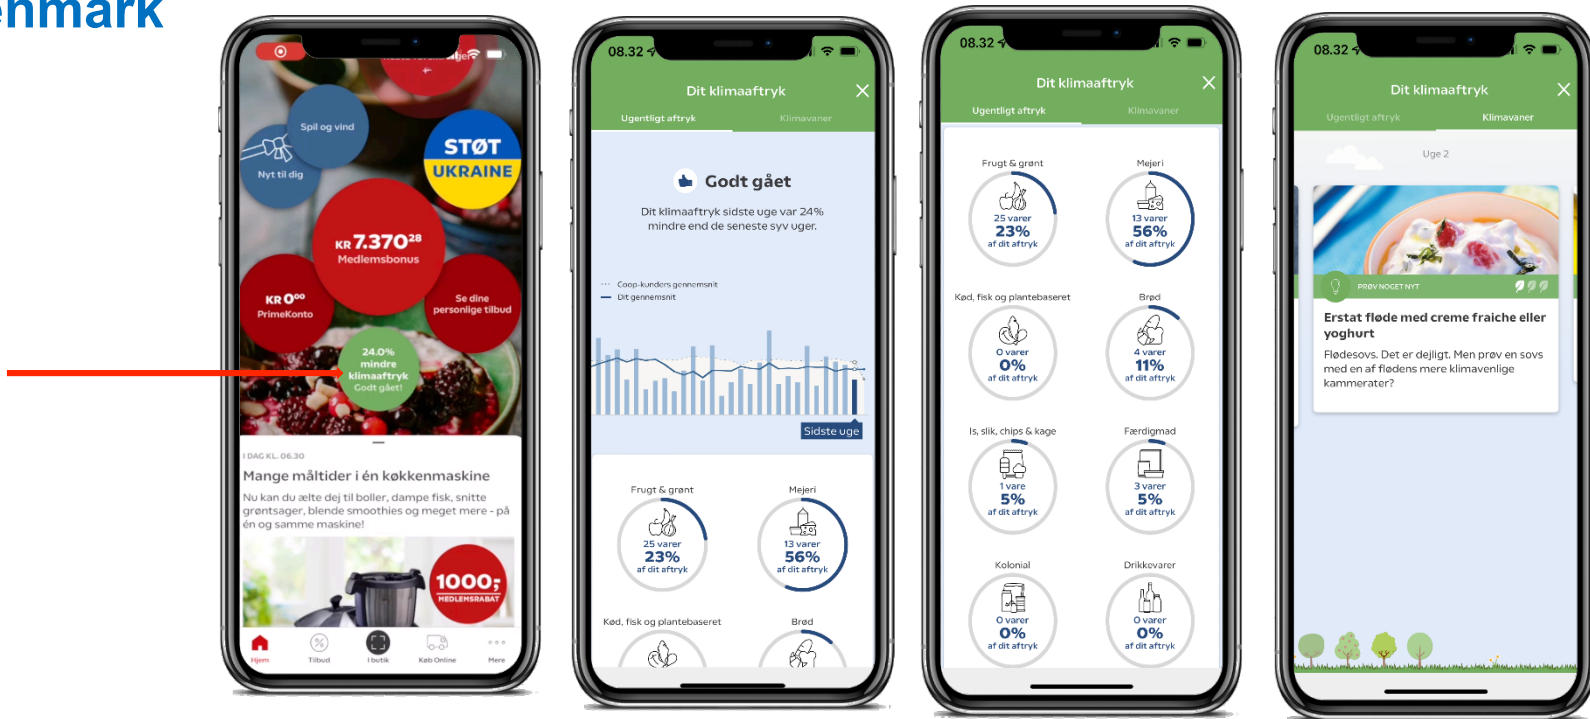 enmark
Spil og vind
Nyt til dig
STØT
UKRAINE
KR 7.370²⁸
Medlemsbonus
KR 0⁰⁰
PrimeKonto
Se dine
personlige tilbud
24.0%
mindre
klimaaftryk
Godt gået!
I DAG KL. 06.30
Mange måltider i én køkkenmaskine
Nu kan du ælte dej til boller, dampe fisk, snitte
grøntsager, blende smoothies og meget mere - på
én og samme maskine!
1000;
MEDLEMSRABAT
Hjem
Tilbud
I butik
Køb Online
Mere
08.32
Dit klimaaftryk
Ugentligt aftryk
Klimavaner
Godt gået
Dit klimaaftryk sidste uge var 24%
mindre end de seneste syv uger.
Coop-kunders gennemsnit
Dit gennemsnit
Sidste uge
Frugt & grønt
25 varer
23%
af dit aftryk
Mejeri
13 varer
56%
af dit aftryk
Kød, fisk og plantebaseret
Brød
08.32
Dit klimaaftryk
Ugentligt aftryk
Klimavaner
Frugt & grønt
25 varer
23%
af dit aftryk
Mejeri
13 varer
56%
af dit aftryk
Kød, fisk og plantebaseret
0 varer
0%
af dit aftryk
Brød
4 varer
11%
af dit aftryk
Is, slik, chips & kage
1 vare
5%
af dit aftryk
Færdigmad
3 varer
5%
af dit aftryk
Kolonial
0 varer
0%
af dit aftryk
Drikkevarer
0 varer
0%
af dit aftryk
08.32
Dit klimaaftryk
Ugentligt aftryk
Klimavaner
Uge 2
PRØV NOGET NYT
Erstat fløde med creme fraiche eller
yoghurt
Flødesovs. Det er dejligt. Men prøv en sovs
med en af flødens mere klimavenlige
kammerater?